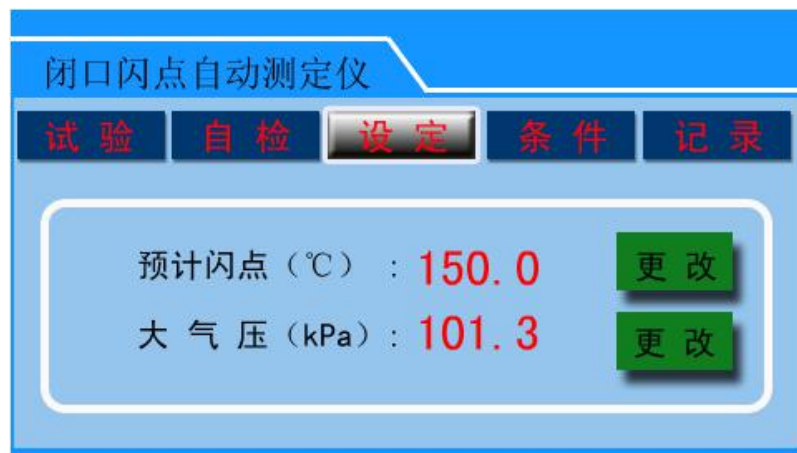 闭口闪点自动测定仪
试 验 自 检 设 定 条 件 记 录
预计闪点（℃）：150.0 更 改
大 气 压（kPa）：101.3 更 改